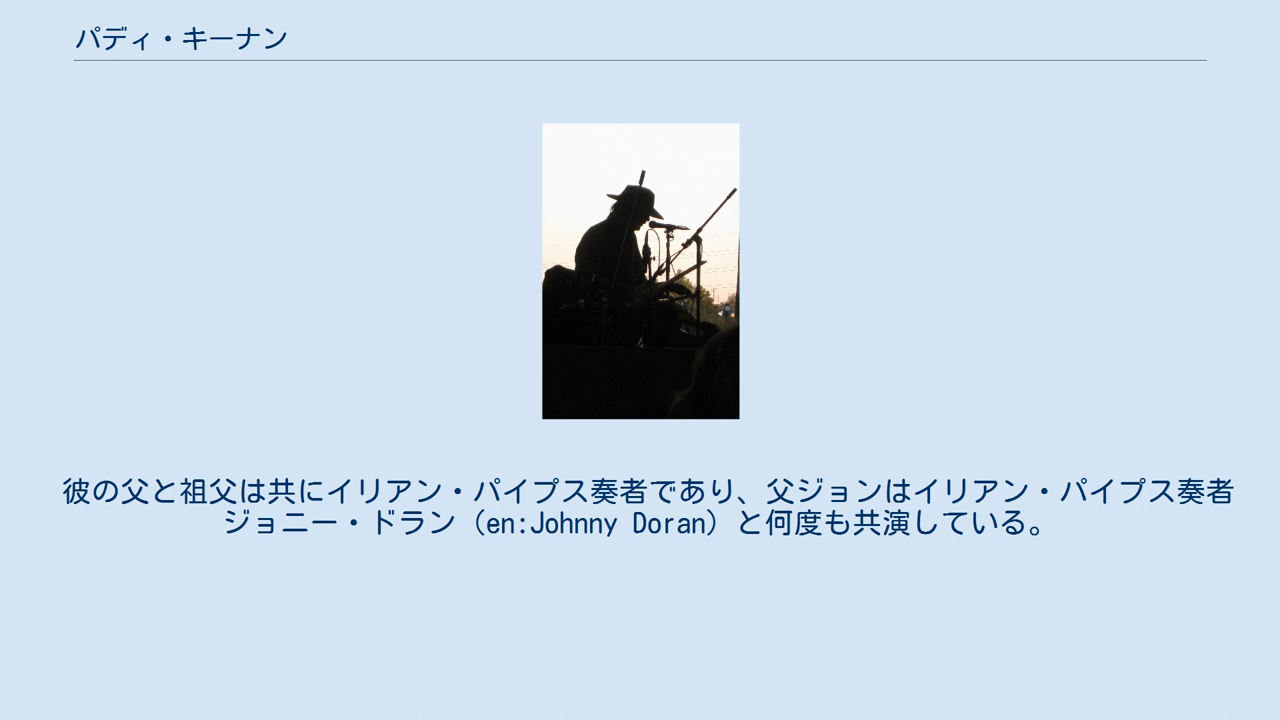 パディ・キーナン
彼の父と祖父は共にイリアン・パイプス奏者であり、父ジョンはイリアン・パイプス奏者
ジョニー・ドラン（en:Johnny Doran）と何度も共演している。